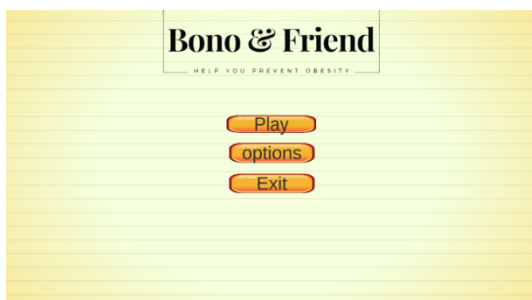 Bono & Friend
HELP YOU PREVENT OBESITY
Play
options
Exit